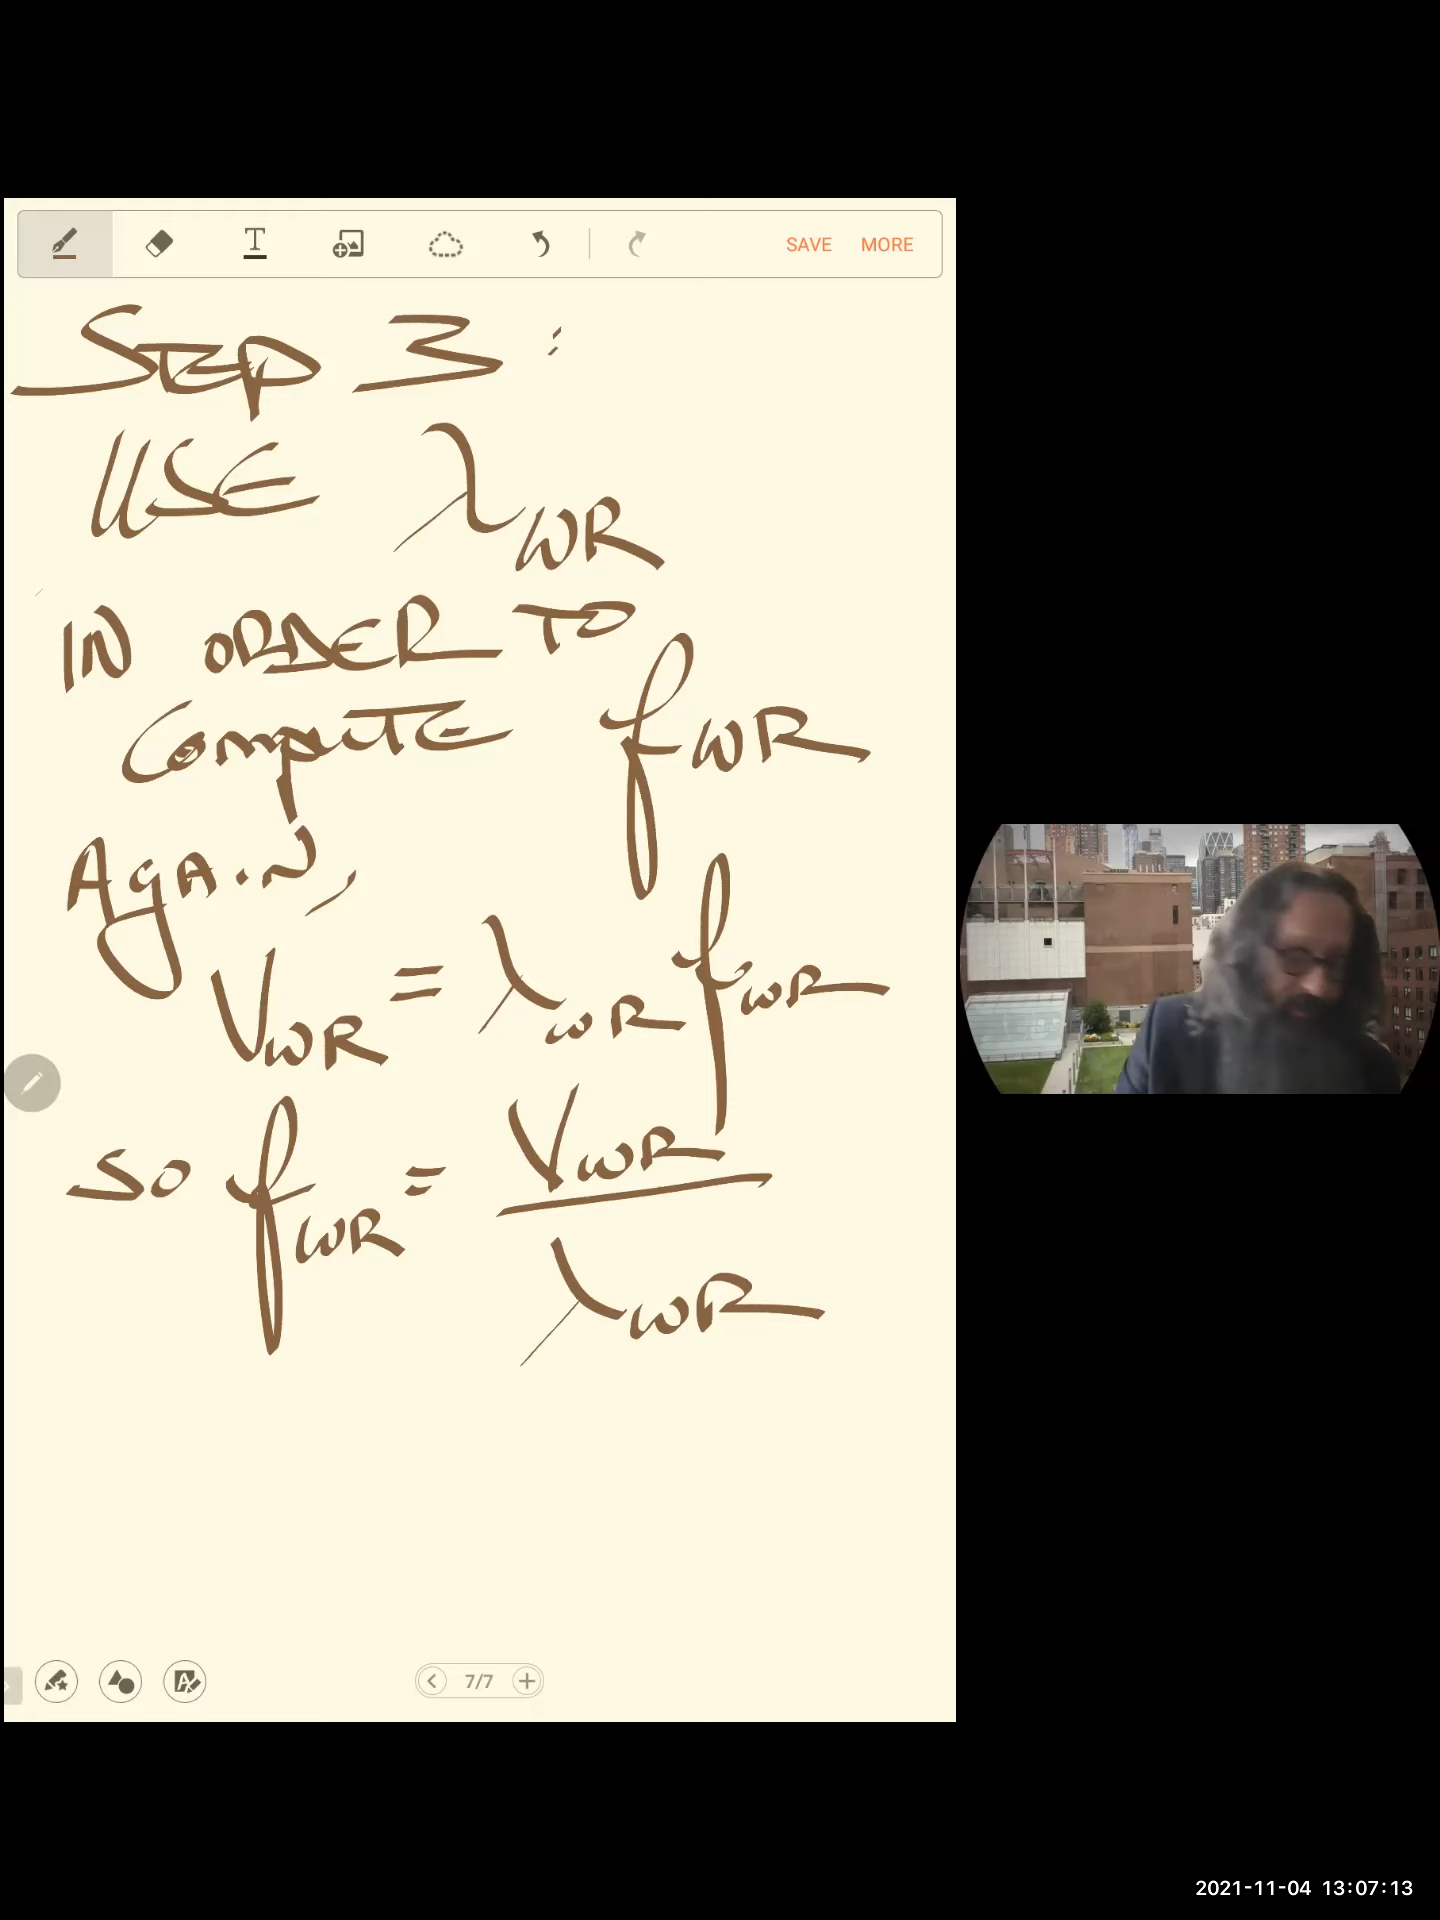 T SAVE MORE
STEP 3:
USE λWR
IN ORDER TO
COMPUTE fWR
AGAIN,
VWR = λWR fWR
SO fWR = VWR
λWR
7/7
2021-11-04 13:07:13